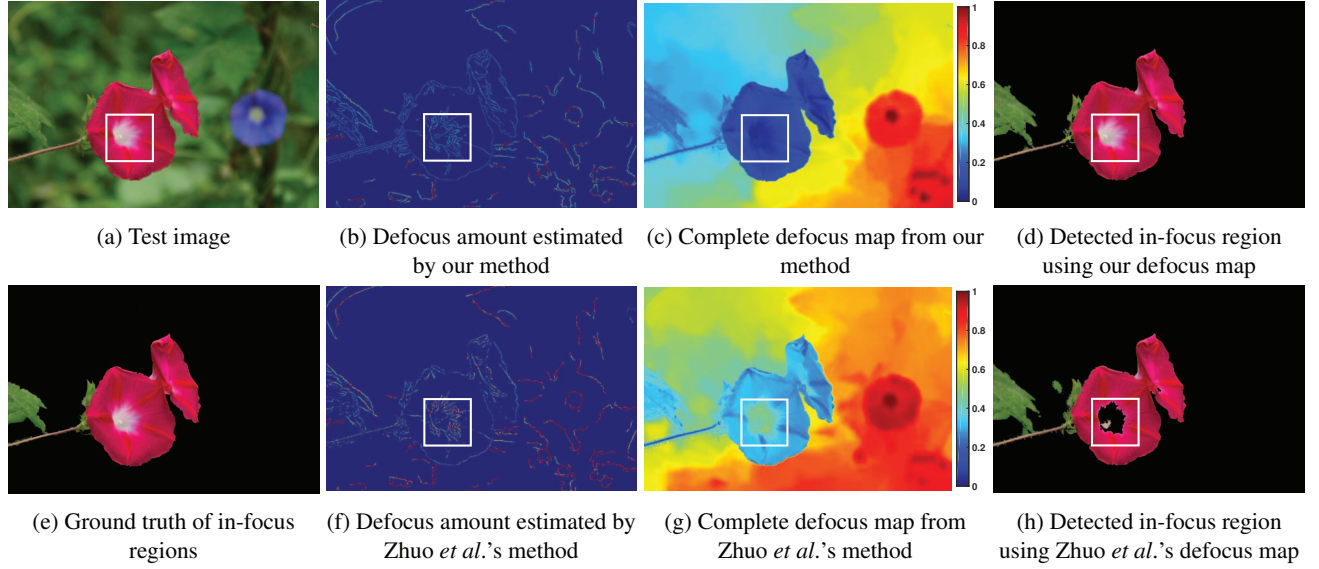 1
0.8
0.6
0.4
0.2
0
(a) Test image
(b) Defocus amount estimated
by our method
(c) Complete defocus map from our
method
(d) Detected in-focus region
using our defocus map
1
0.8
0.6
0.4
0.2
0
(e) Ground truth of in-focus
regions
(f) Defocus amount estimated by
Zhuo et al.'s method
(g) Complete defocus map from
Zhuo et al.'s method
(h) Detected in-focus region
using Zhuo et al.'s defocus map